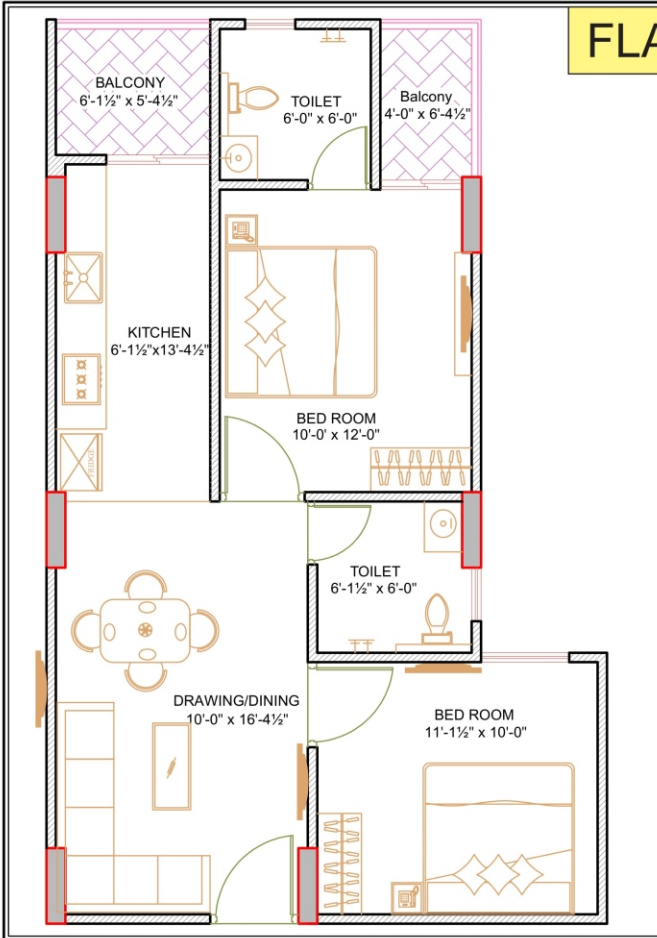 FLA
BALCONY
6'-1½" x 5'-4½"
TOILET
6'-0" x 6'-0"
Balcony
4'-0" x 6'-4½"
KITCHEN
6'-1½"x13'-4½"
BED ROOM
10'-0' x 12'-0"
FRIDGE
TOILET
6'-1½" x 6'-0"
DRAWING/DINING
10'-0" x 16'-4½"
BED ROOM
11'-1½" x 10'-0"